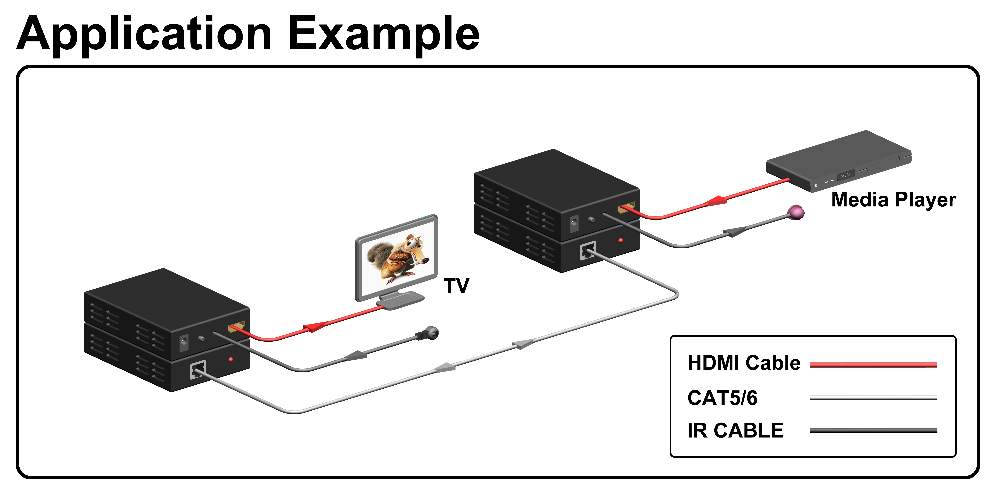 Application Example
Media Player
TV
HDMI Cable
CAT5/6
IR CABLE